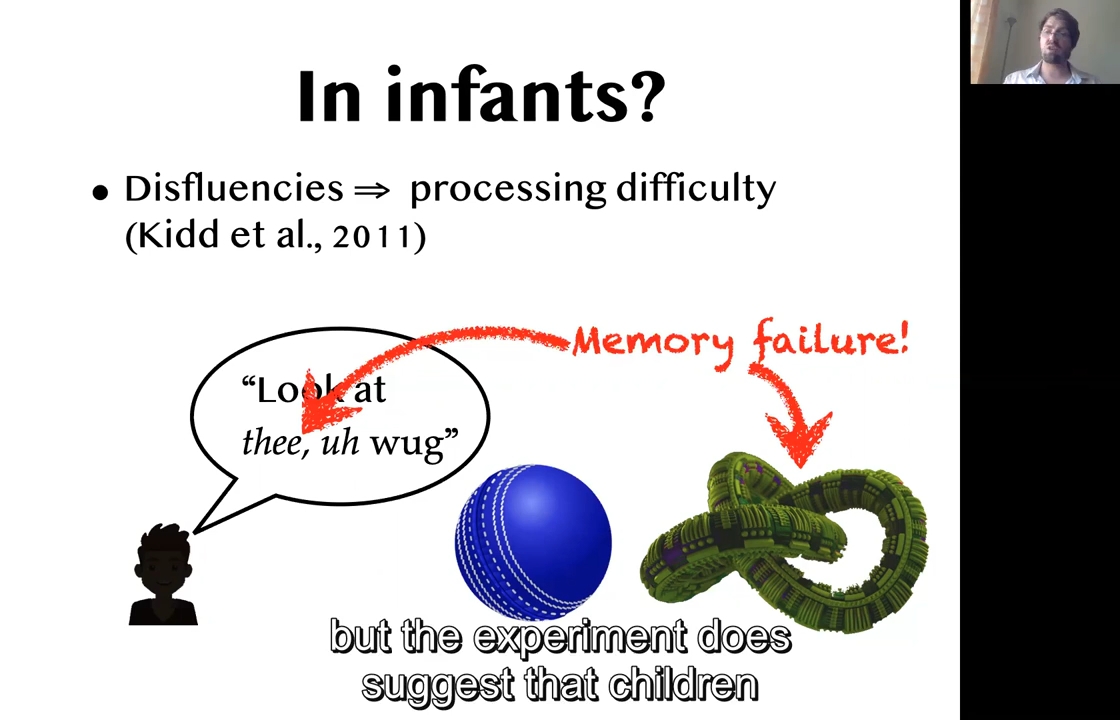 In infants?
• Disfluencies ⇒ processing difficulty
(Kidd et al., 2011)
Memory failure!
“Look at
thee, uh wug”
but the experiment does
suggest that children